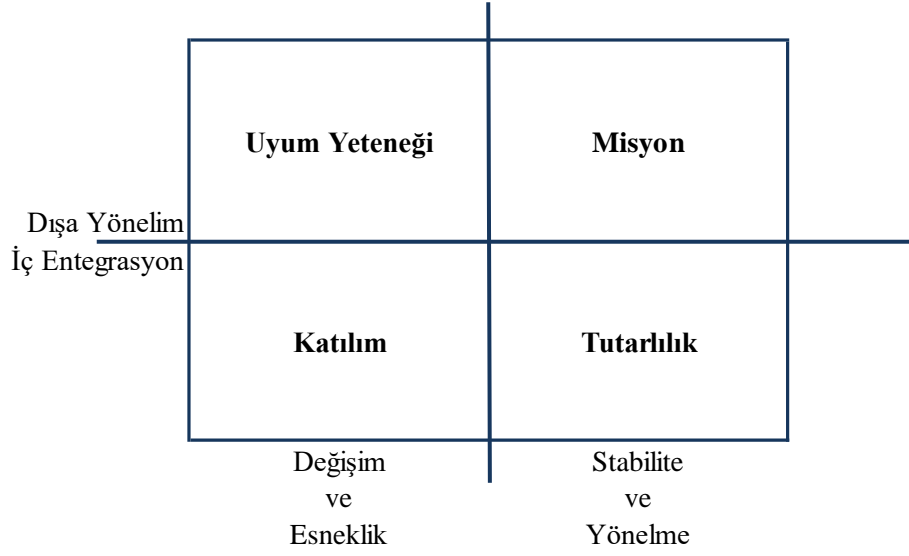 Uyum Yeteneği
Misyon
Dışa Yönelim
İç Entegrasyon
Katılım
Tutarlılık
Değişim
ve
Esneklik
Stabilite
ve
Yönelme